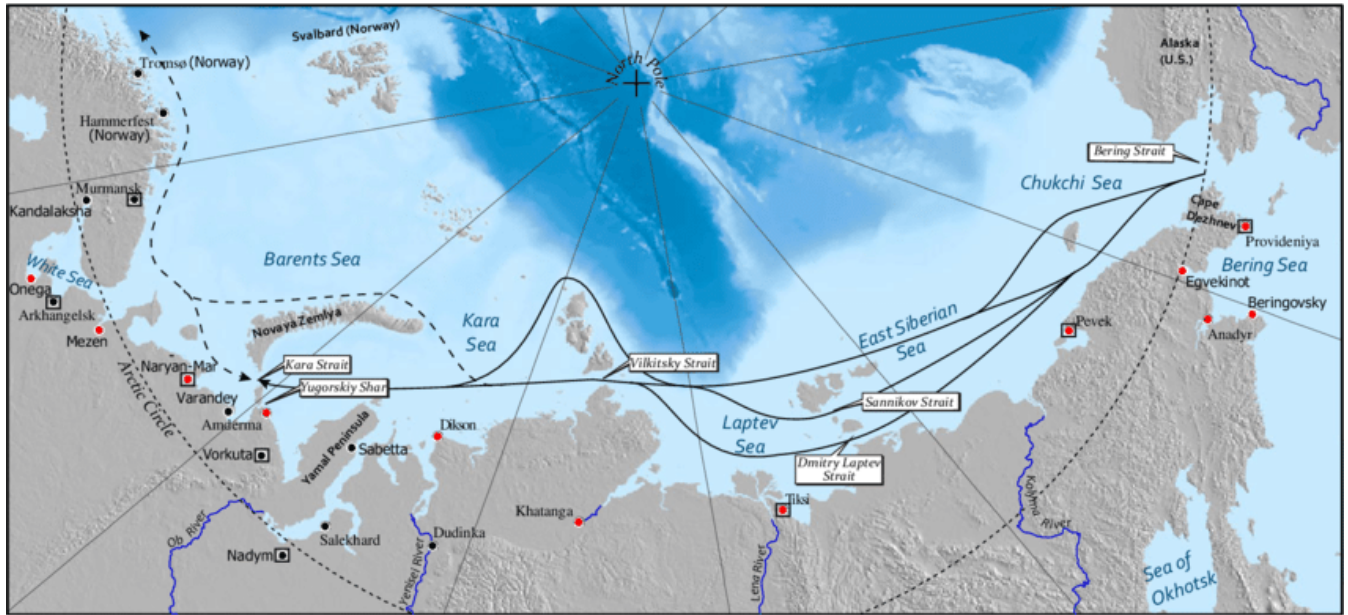 Svalbard (Norway)
North Pole
Alaska
(U.S.)
Tromsø (Norway)
Hammerfest
(Norway)
Bering Strait
Chukchi Sea
Murmansk
Kandalaksha
Cape
Dezhnev
Provideniya
White Sea
Barents Sea
Bering Sea
Onega
Arkhangelsk
Egvekinot
Beringovsky
Mezen
Novaya Zemlya
Kara
Sea
East Siberian
Sea
Pevek
Anadyr
Naryan-Mar
Kara Strait
Vilkitsky Strait
Yugorskiy Shar
Varandey
Arctic Circle
Amderma
Sannikov Strait
Laptev
Sea
Dikson
Yamal Peninsula
Vorkuta
Sabetta
Dmitry Laptev
Strait
Tiksi
Khatanga
Kolyma River
Ob River
Salekhard
Dudinka
Nadym
Yenisei River
Lena River
Sea of
Okhotsk